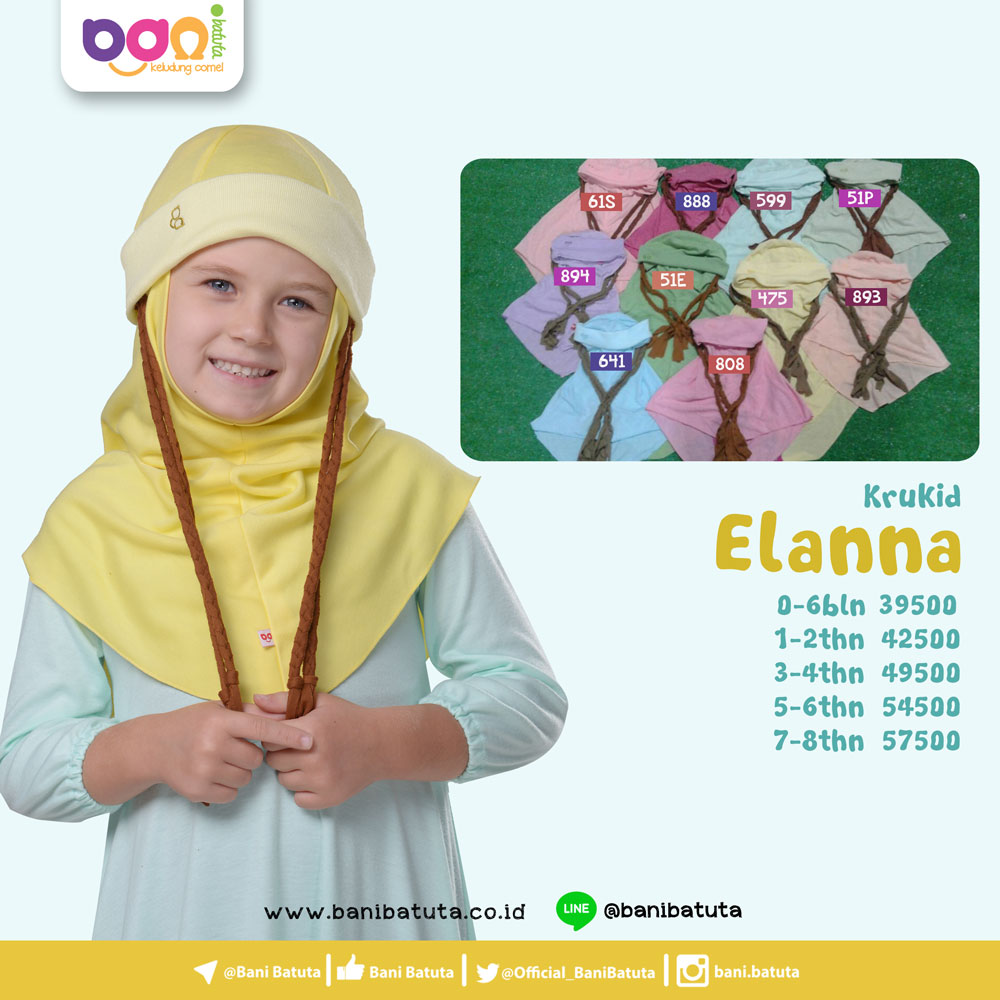 bani batuta
keludung comel
61S 888 599 51P
894 51E 475 893
641 808
Krukid
Elanna
0-6bln 39500
1-2thn 42500
3-4thn 49500
5-6thn 54500
7-8thn 57500
www.banibatuta.co.id LINE @banibatuta
@Bani Batuta | Bani Batuta | @Official_BaniBatuta | bani.batuta